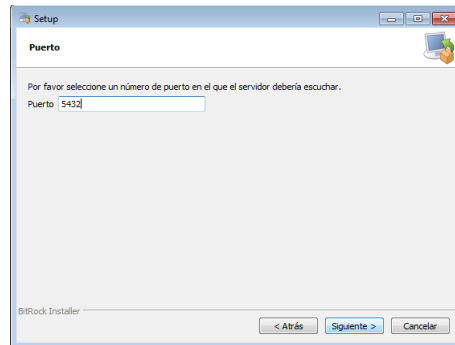 Setup
Puerto
Por favor seleccione un número de puerto en el que el servidor debería escuchar.
Puerto 5432
BitRock Installer
< Atrás Siguiente > Cancelar